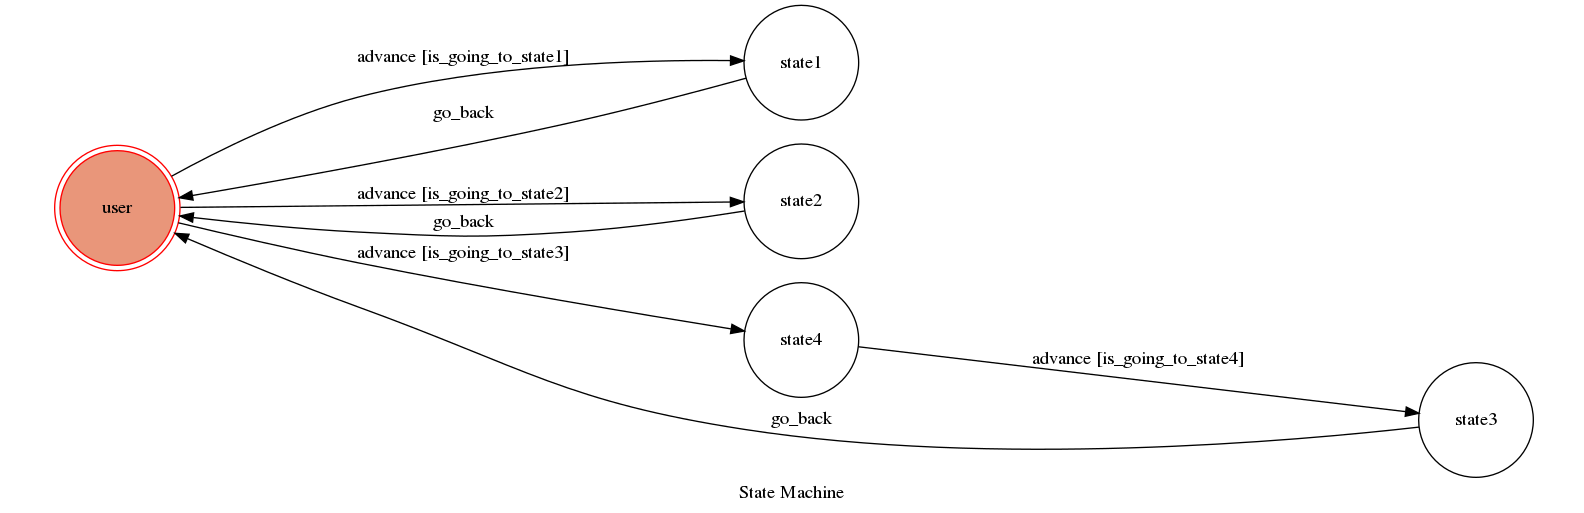 advance [is_going_to_state1]
state1
go_back
user
advance [is_going_to_state2]
state2
go_back
advance [is_going_to_state3]
state4
advance [is_going_to_state4]
state3
go_back
State Machine